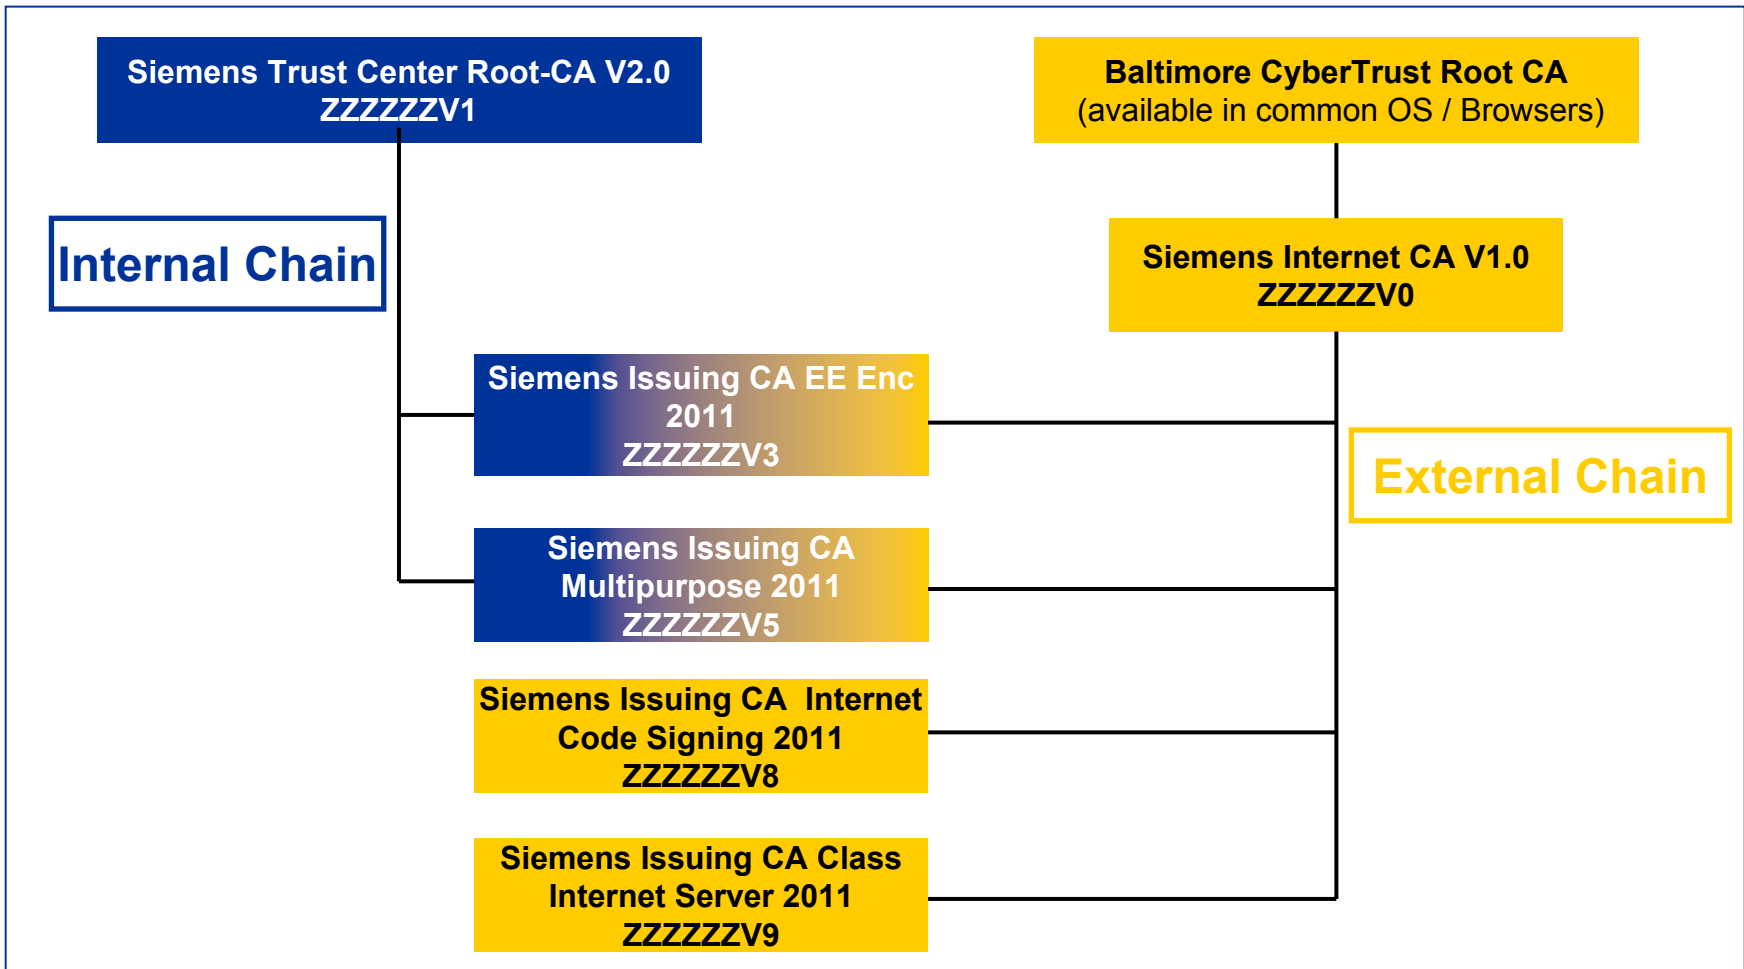 Siemens Trust Center Root-CA V2.0
ZZZZZZV1
Baltimore CyberTrust Root CA
(available in common OS / Browsers)
Internal Chain
Siemens Internet CA V1.0
ZZZZZZV0
Siemens Issuing CA EE Enc
2011
ZZZZZZV3
External Chain
Siemens Issuing CA
Multipurpose 2011
ZZZZZZV5
Siemens Issuing CA Internet
Code Signing 2011
ZZZZZZV8
Siemens Issuing CA Class
Internet Server 2011
ZZZZZZV9